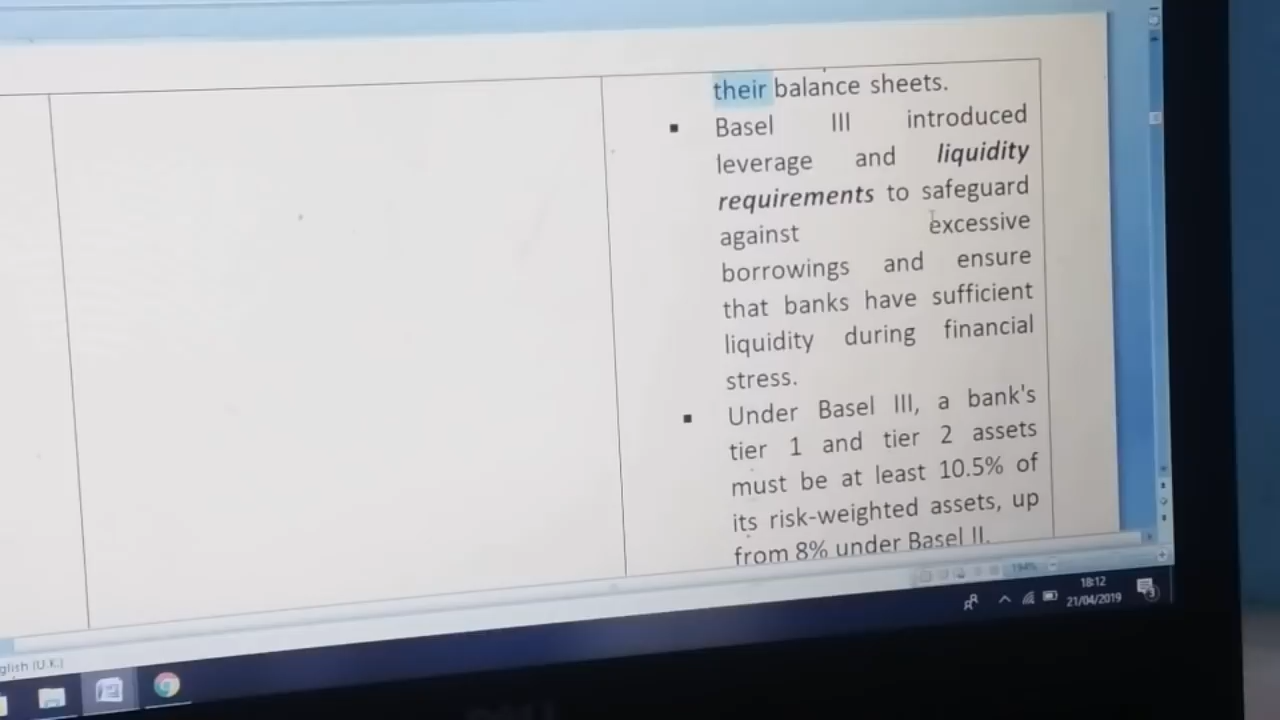 their balance sheets.
▪ Basel III introduced
leverage and liquidity
requirements to safeguard
against excessive
borrowings and ensure
that banks have sufficient
liquidity during financial
stress.
▪ Under Basel III, a bank's
tier 1 and tier 2 assets
must be at least 10.5% of
its risk-weighted assets, up
from 8% under Basel II.
194%
18:12
21/04/2019
3
glish (U.K.)